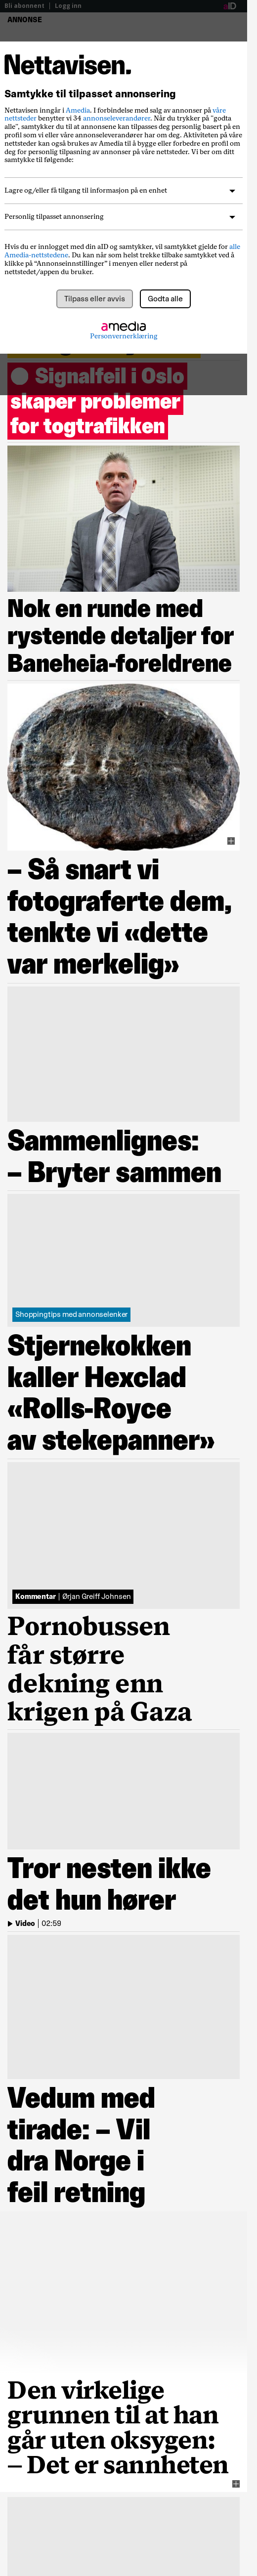 Bli abonnent | Logg inn
aID
ANNONSE
Nettavisen.
Samtykke til tilpasset annonsering
Nettavisen inngår i Amedia. I forbindelse med salg av annonser på våre
nettsteder benytter vi 34 annonseleverandører. Når du trykker på "godta
alle", samtykker du til at annonsene kan tilpasses deg personlig basert på en
profil vi eller våre annonseleverandører har om deg. Aktiviteten på våre
nettsteder kan også brukes av Amedia til å bygge eller forbedre en profil om
deg for personlig tilpasning av annonser på våre nettsteder. Vi ber om ditt
samtykke til følgende:
Lagre og/eller få tilgang til informasjon på en enhet
Personlig tilpasset annonsering
Hvis du er innlogget med din aID og samtykker, vil samtykket gjelde for alle
Amedia-nettstedene. Du kan når som helst trekke tilbake samtykket ved å
klikke på “Annonseinnstillinger” i menyen eller nederst på
nettstedet/appen du bruker.
Tilpass eller avvis
Godta alle
amedia
Personvernerklæring
Signalfeil i Oslo
skaper problemer
for togtrafikken
Nok en runde med
rystende detaljer for
Baneheia-foreldrene
– Så snart vi
fotograferte dem,
tenkte vi «dette
var merkelig»
Sammenlignes:
– Bryter sammen
Shoppingtips med annonselenker
Stjernekokken
kaller Hexclad
«Rolls-Royce
av stekepanner»
Kommentar | Ørjan Greiff Johnsen
Pornobussen
får større
dekning enn
krigen på Gaza
Tror nesten ikke
det hun hører
Video | 02:59
Vedum med
tirade: – Vil
dra Norge i
feil retning
Den virkelige
grunnen til at han
går uten oksygen:
– Det er sannheten